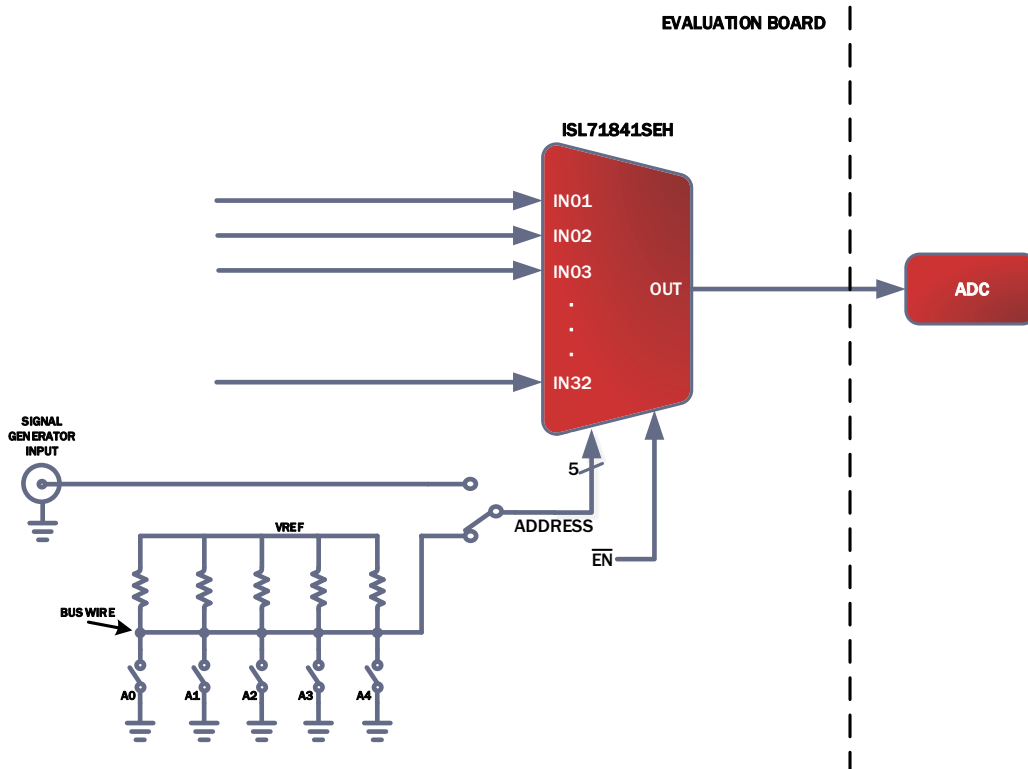 EVALUATION BOARD
ISL71841SEH
IN01
IN02
IN03
.
.
.
IN32
OUT
ADC
SIGNAL
GENERATOR
INPUT
5
ADDRESS
EN
VREF
BUS WIRE
A0 A1 A2 A3 A4